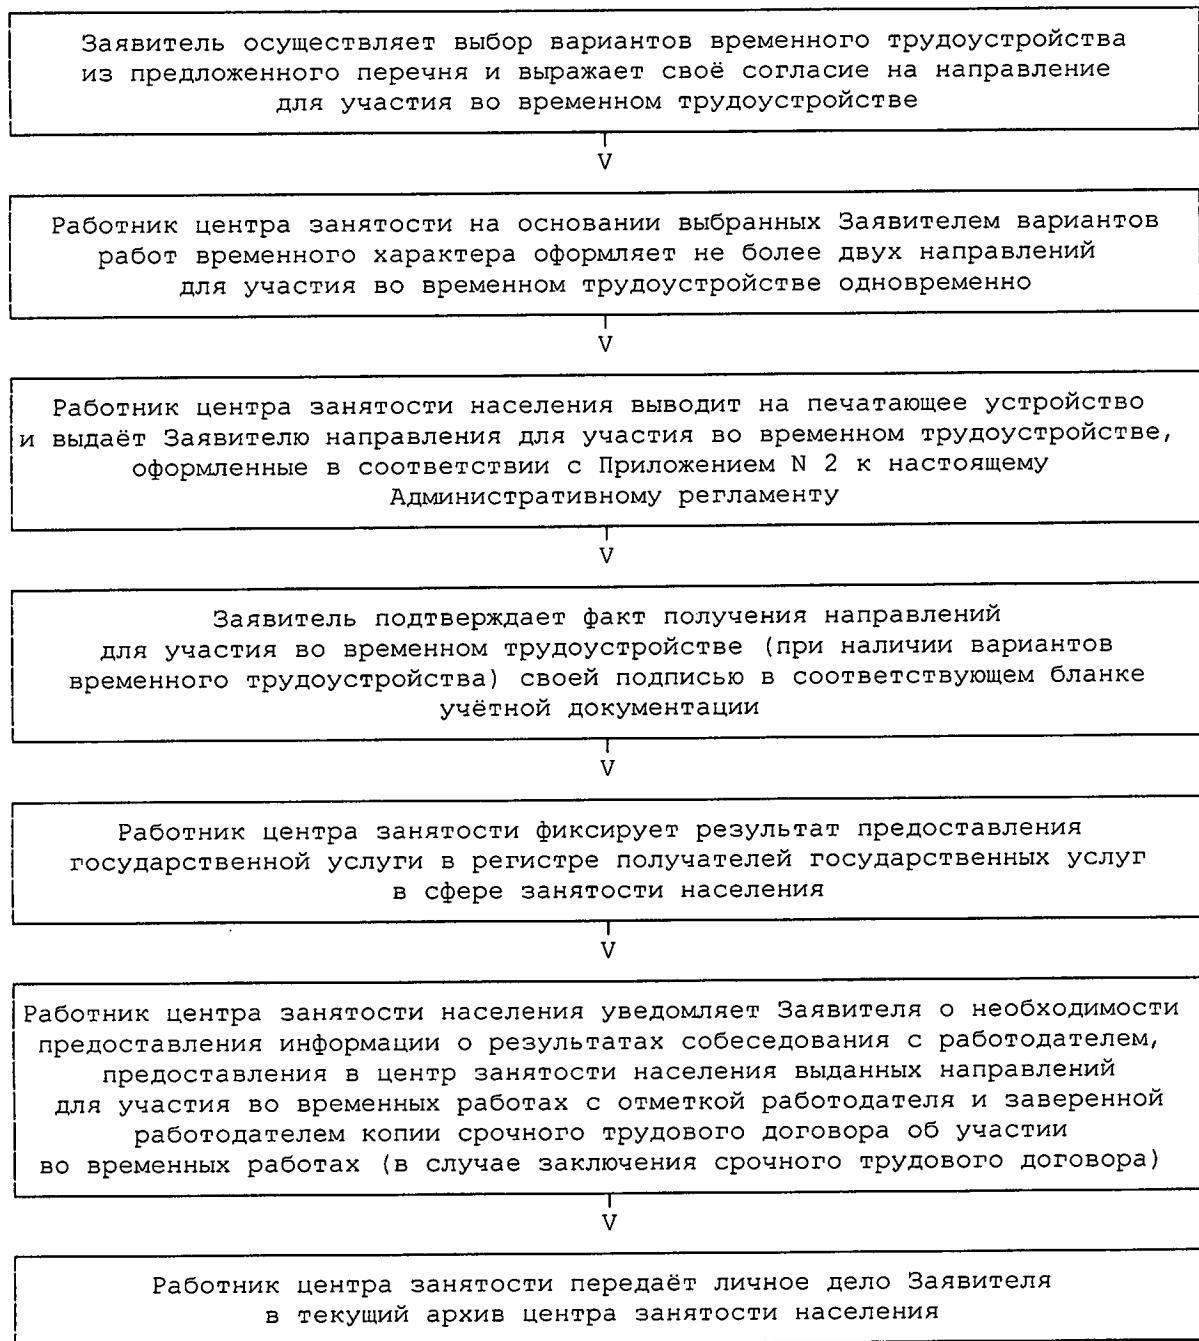 Заявитель осуществляет выбор вариантов временного трудоустройства
из предложенного перечня и выражает своё согласие на направление
для участия во временном трудоустройстве
V
Работник центра занятости на основании выбранных Заявителем вариантов
работ временного характера оформляет не более двух направлений
для участия во временном трудоустройстве одновременно
V
Работник центра занятости населения выводит на печатающее устройство
и выдаёт Заявителю направления для участия во временном трудоустройстве,
оформленные в соответствии с Приложением N 2 к настоящему
Административному регламенту
V
Заявитель подтверждает факт получения направлений
для участия во временном трудоустройстве (при наличии вариантов
временного трудоустройства) своей подписью в соответствующем бланке
учётной документации
V
Работник центра занятости фиксирует результат предоставления
государственной услуги в регистре получателей государственных услуг
в сфере занятости населения
V
Работник центра занятости населения уведомляет Заявителя о необходимости
предоставления информации о результатах собеседования с работодателем,
предоставления в центр занятости населения выданных направлений
для участия во временных работах с отметкой работодателя и заверенной
работодателем копии срочного трудового договора об участии
во временных работах (в случае заключения срочного трудового договора)
V
Работник центра занятости передаёт личное дело Заявителя
в текущий архив центра занятости населения